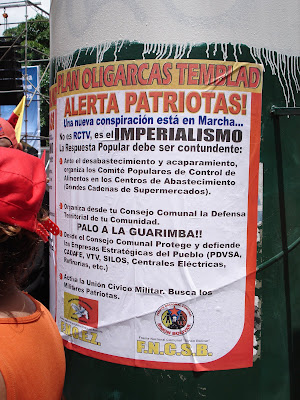 PLAN OLIGARCAS TEMBLAD
ALERTA PATRIOTAS!
Una nueva conspiración está en Marcha...
No es RCTV, es el IMPERIALISMO
La Respuesta Popular debe ser contundente:
Ante el desabastecimiento y acaparamiento,
organiza los Comité Populares de Control de
Alimentos en los Centros de Abastecimiento
(Grandes Cadenas de Supermercados).
Organiza desde tu Consejo Comunal la Defensa
Territorial de tu Comunidad.
PALO A LA GUARIMBA!!
Desde el Consejo Comunal Protege y defiende
las Empresas Estratégicas del Pueblo (PDVSA,
CADAFE, VTV, SILOS, Centrales Eléctricas,
Refinerías, etc.)
Activa la Unión Cívico Militar. Busca los
Militares Patriotas.
F.N.C.S.B.